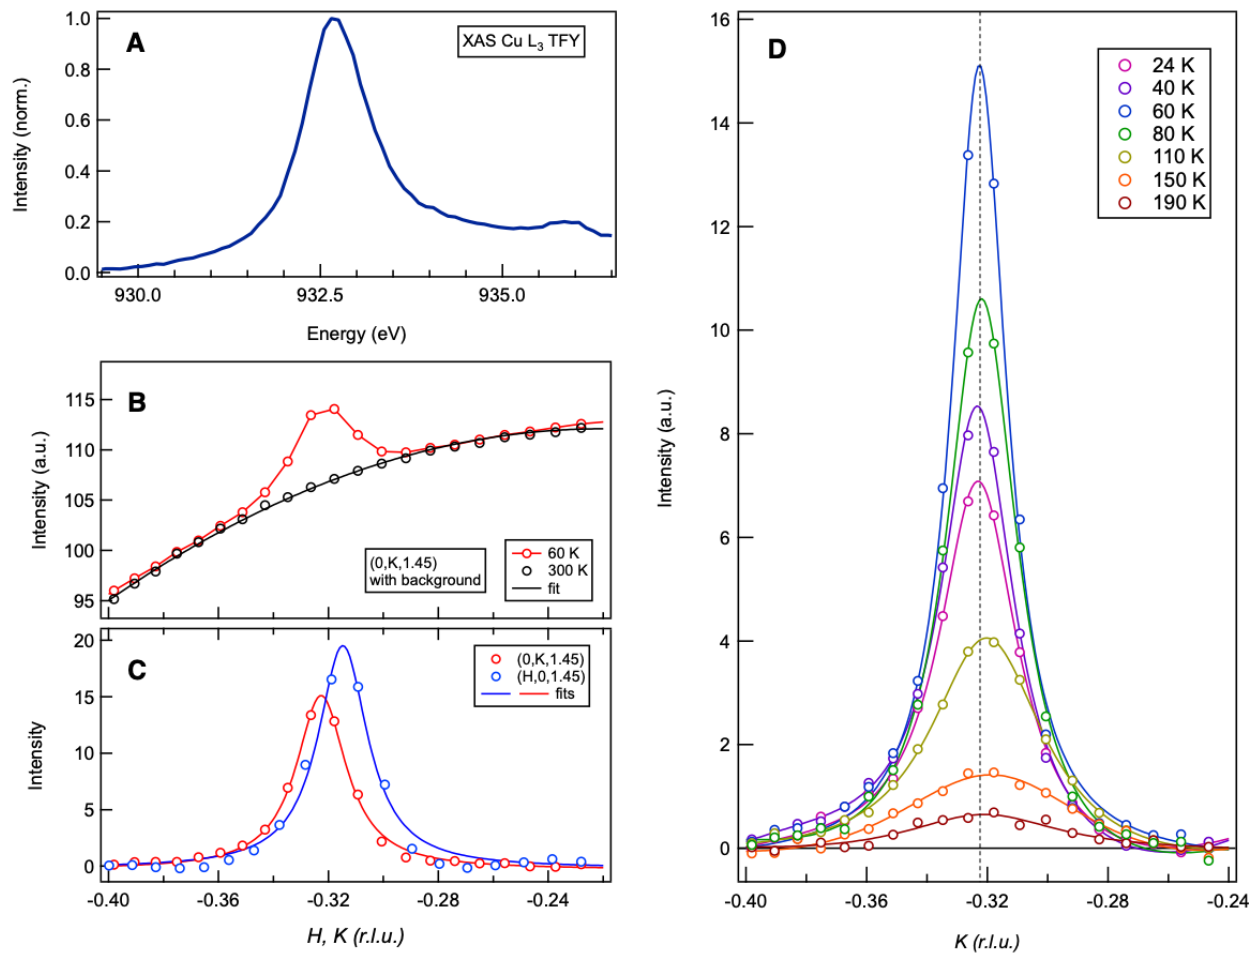 A
XAS Cu L3 TFY
Intensity (norm.)
1.0
0.8
0.6
0.4
0.2
0.0
930.0
932.5
935.0
Energy (eV)
B
Intensity (a.u.)
115
110
105
100
95
(0,K,1.45)
with background
60 K
300 K
fit
C
Intensity
20
15
10
5
0
(0,K,1.45)
(H,0,1.45)
fits
-0.40
-0.36
-0.32
-0.28
-0.24
H, K (r.l.u.)
D
Intensity (a.u.)
16
14
12
10
8
6
4
2
0
24 K
40 K
60 K
80 K
110 K
150 K
190 K
-0.40
-0.36
-0.32
-0.28
-0.24
K (r.l.u.)